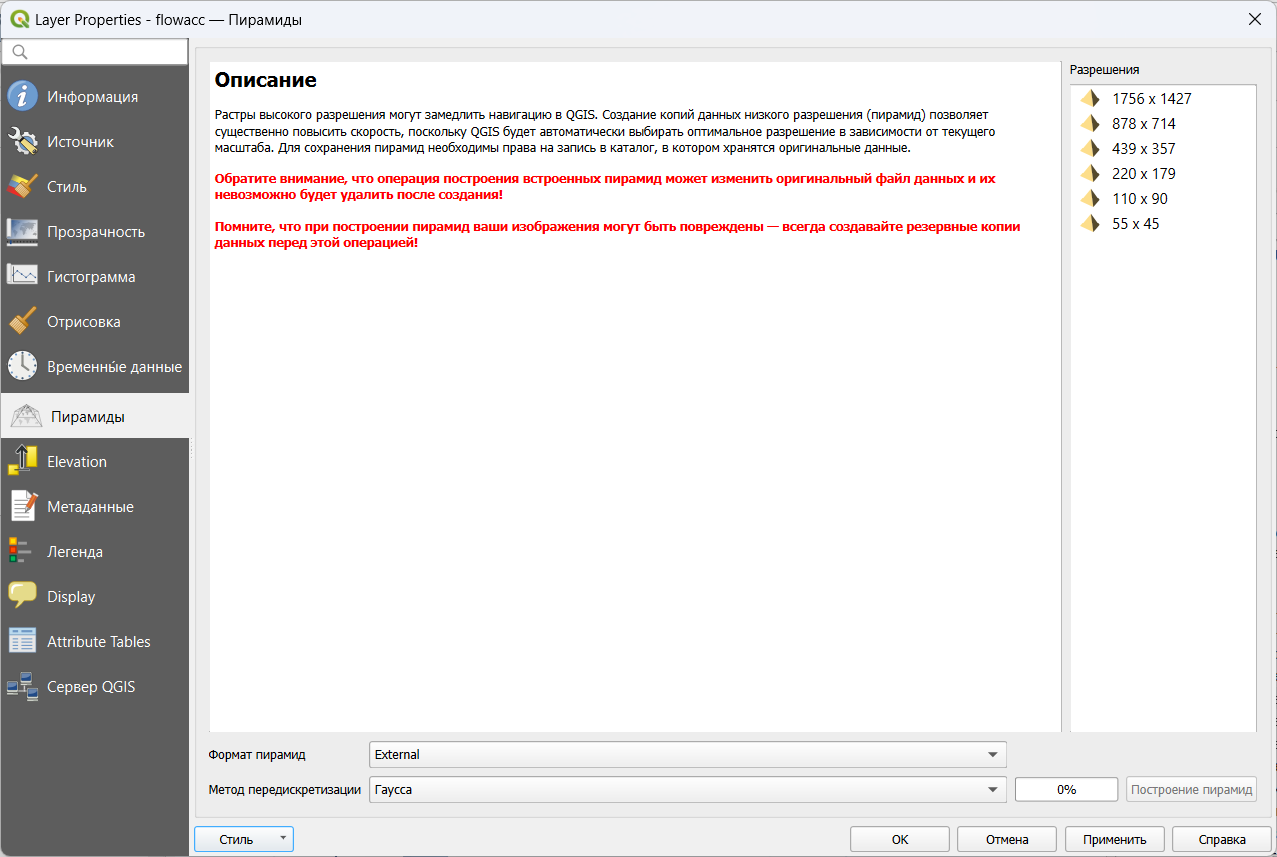 Layer Properties - flowacc — Пирамиды
Информация
Источник
Стиль
Прозрачность
Гистограмма
Отрисовка
Временны́е данные
Пирамиды
Elevation
Метаданные
Легенда
Display
Attribute Tables
Сервер QGIS
Описание
Растры высокого разрешения могут замедлить навигацию в QGIS. Создание копий данных низкого разрешения (пирамид) позволяет
существенно повысить скорость, поскольку QGIS будет автоматически выбирать оптимальное разрешение в зависимости от текущего
масштаба. Для сохранения пирамид необходимы права на запись в каталог, в котором хранятся оригинальные данные.
Обратите внимание, что операция построения встроенных пирамид может изменить оригинальный файл данных и их
невозможно будет удалить после создания!
Помните, что при построении пирамид ваши изображения могут быть повреждены — всегда создавайте резервные копии
данных перед этой операцией!
Разрешения
1756 x 1427
878 x 714
439 x 357
220 x 179
110 x 90
55 x 45
Формат пирамид
External
Метод передискретизации
Гаусса
0%
Построение пирамид
Стиль
OK
Отмена
Применить
Справка